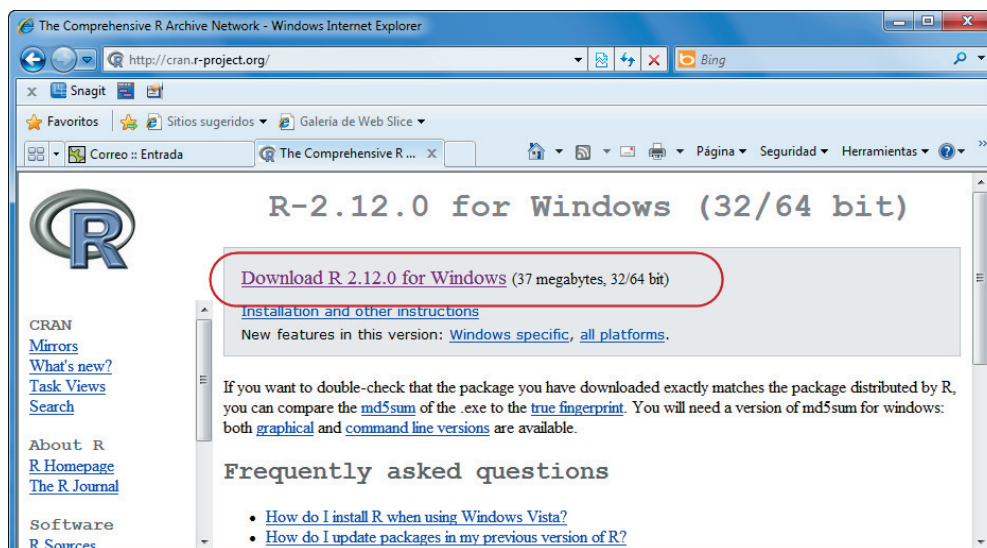 The Comprehensive R Archive Network - Windows Internet Explorer
http://cran.r-project.org/
Bing
x Snagit
Favoritos Sitios sugeridos Galería de Web Slice
Correo :: Entrada The Comprehensive R ... x Página Seguridad Herramientas »
R
R-2.12.0 for Windows (32/64 bit)
Download R 2.12.0 for Windows (37 megabytes, 32/64 bit)
Installation and other instructions
New features in this version: Windows specific, all platforms.
CRAN
Mirrors
What's new?
Task Views
Search
About R
R Homepage
The R Journal
Software
R Sources
If you want to double-check that the package you have downloaded exactly matches the package distributed by R,
you can compare the md5sum of the .exe to the true fingerprint. You will need a version of md5sum for windows:
both graphical and command line versions are available.
Frequently asked questions
• How do I install R when using Windows Vista?
• How do I update packages in my previous version of R?